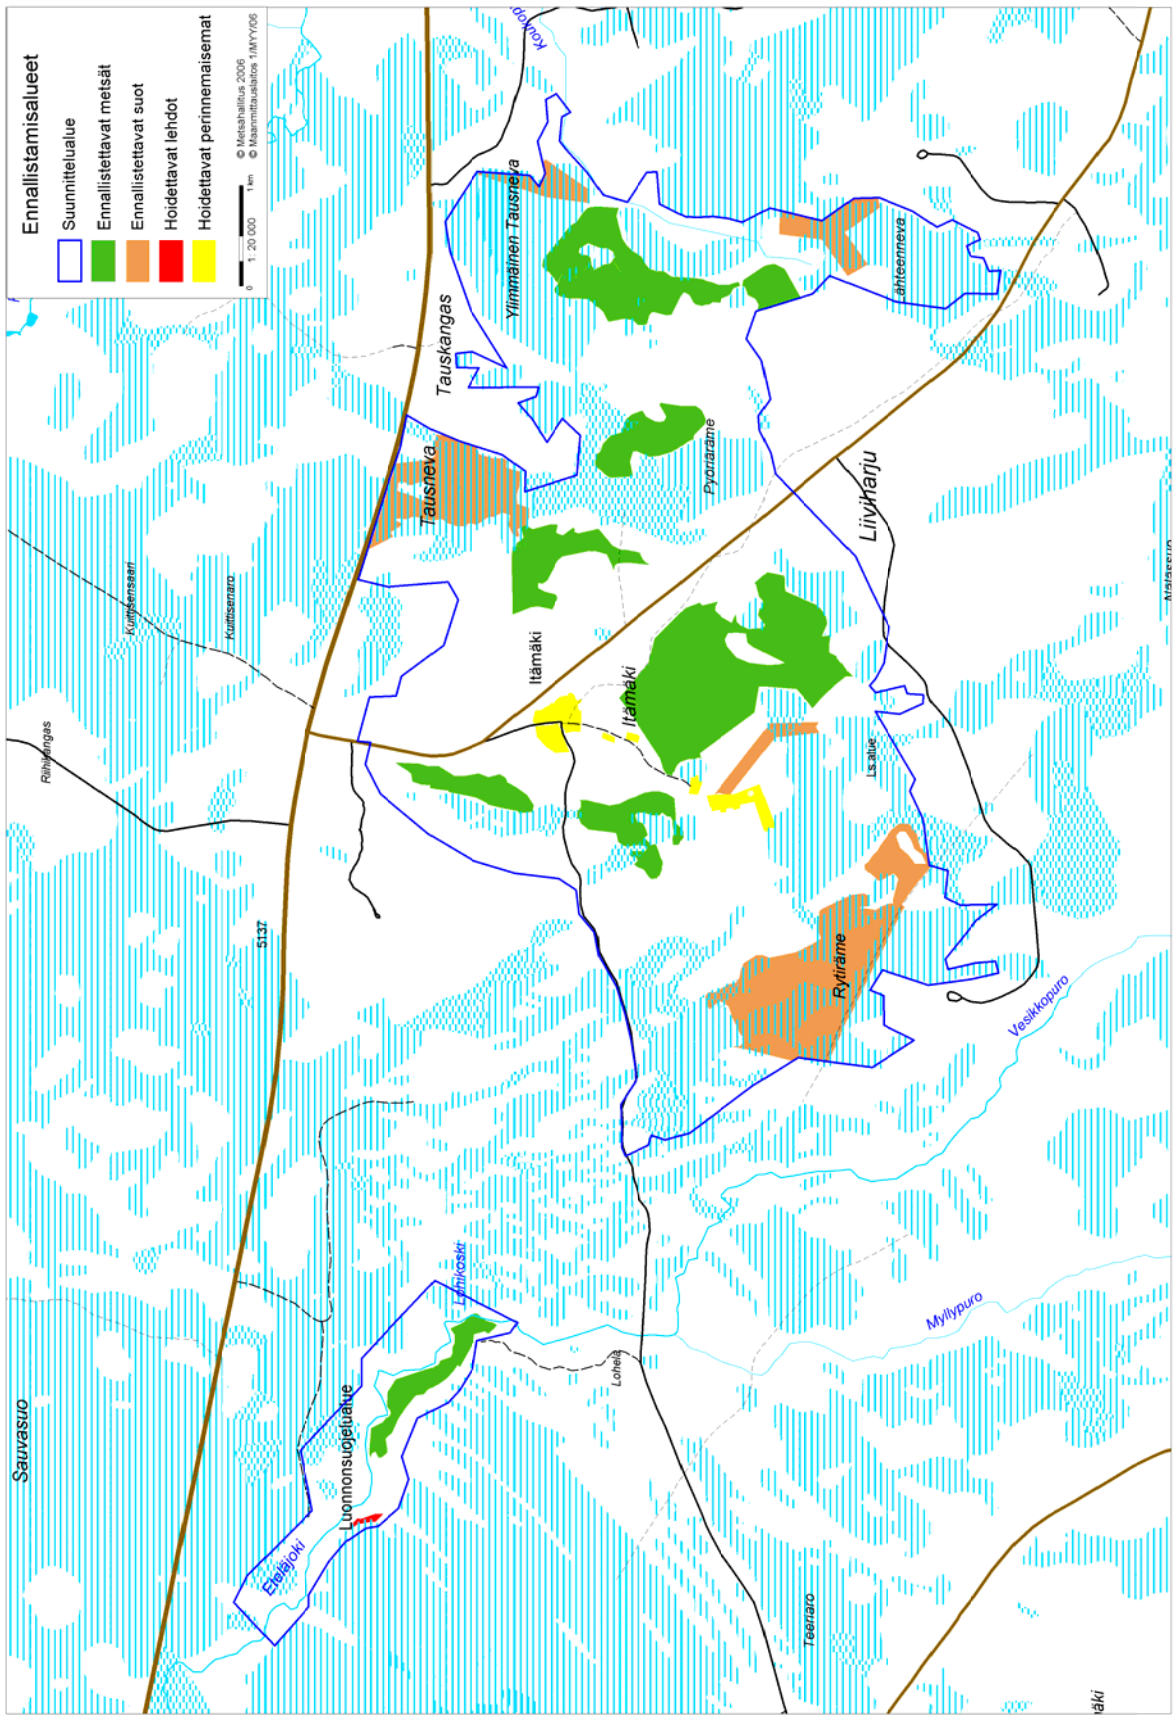 Ennallistamisalueet
Suunnittelualue
Ennallistettavat metsät
Ennallistettavat suot
Hoidettavat lehdot
Hoidettavat perinnemaisemat
0 1 : 20 000 1 km
© Metsähallitus 2006
© Maanmittauslaitos 1/MYY/06
Sauvasuo
Riihikangas
Kuittisensaari
Kuittisenaro
5137
Eteläjoki
Luonnonsuojelualue
Lohikoski
Tausneva
Tauskangas
Ylimmäinen Tausneva
Itämäki
Itämäki
Lohela
Pyöriäräme
Teeriaro
Rytiräme
Ls.alue
Liiviharju
Lähteenneva
Myllypuro
Vesikkopuro